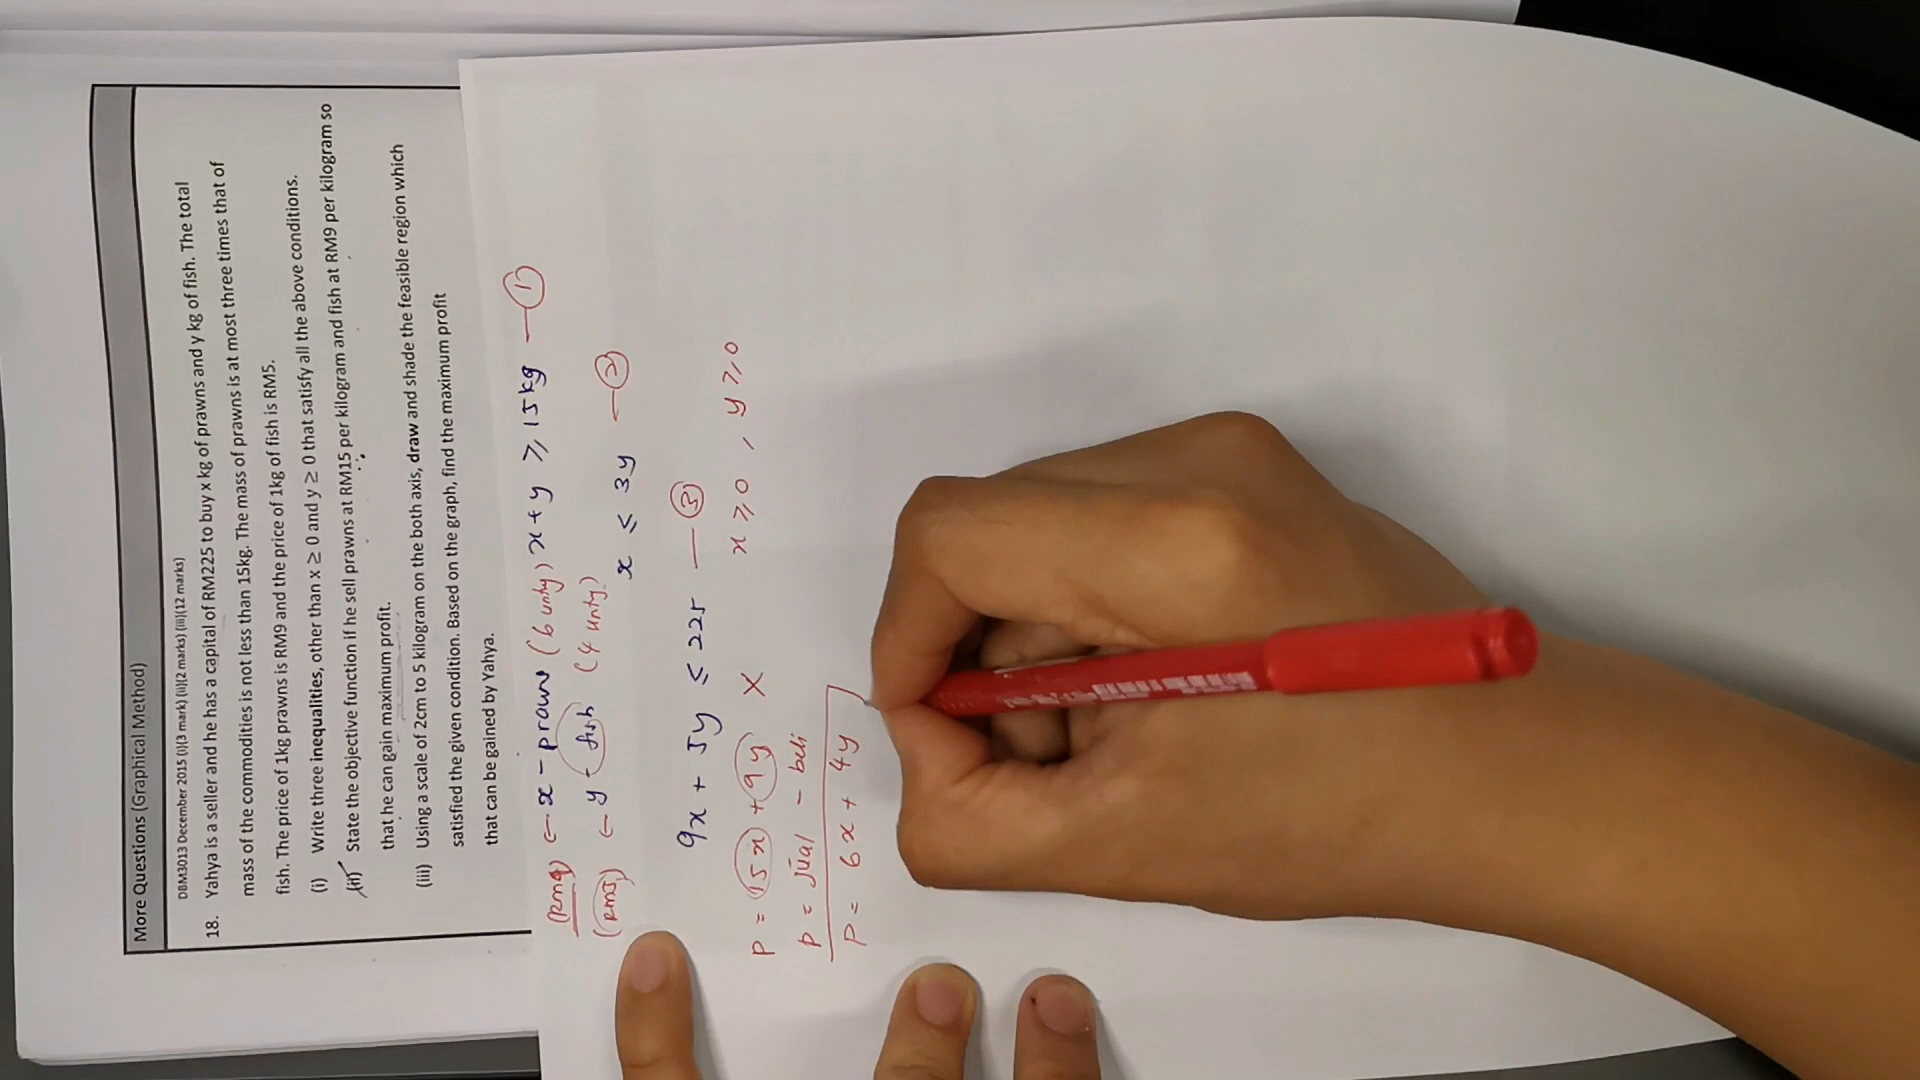 More Questions (Graphical Method)
DBM3013 December 2015 (i)(3 mark) (ii)(2 marks) (iii)(12 marks)
18. Yahya is a seller and he has a capital of RM225 to buy x kg of prawns and y kg of fish. The total
mass of the commodities is not less than 15kg. The mass of prawns is at most three times that of
fish. The price of 1kg prawns is RM9 and the price of 1kg of fish is RM5.
(i) Write three inequalities, other than x ≥ 0 and y ≥ 0 that satisfy all the above conditions.
(ii) State the objective function if he sell prawns at RM15 per kilogram and fish at RM9 per kilogram so
that he can gain maximum profit.
(iii) Using a scale of 2cm to 5 kilogram on the both axis, draw and shade the feasible region which
satisfied the given condition. Based on the graph, find the maximum profit
that can be gained by Yahya.
(RM9) ← x - prawn (6 unty) x + y ≥ 15 kg — ①
(RM5) ← y - fish (4 unty)
x ≤ 3y — ②
9x + 5y ≤ 225 — ③
P = 15x + 9y X x ≥ 0, y ≥ 0
P = jual - beli
P = 6x + 4y